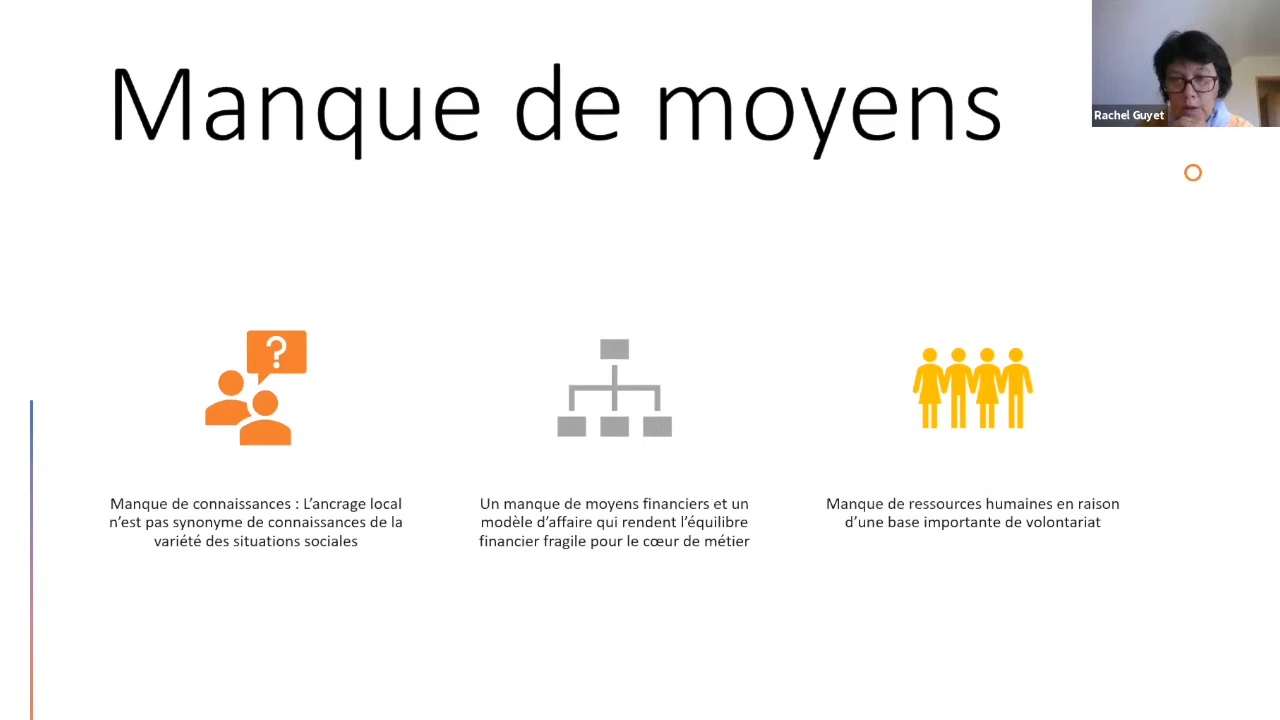 Manque de moyens
Rachel Guyet
?
Manque de connaissances : L’ancrage local
n’est pas synonyme de connaissances de la
variété des situations sociales
Un manque de moyens financiers et un
modèle d’affaire qui rendent l’équilibre
financier fragile pour le cœur de métier
Manque de ressources humaines en raison
d’une base importante de volontariat